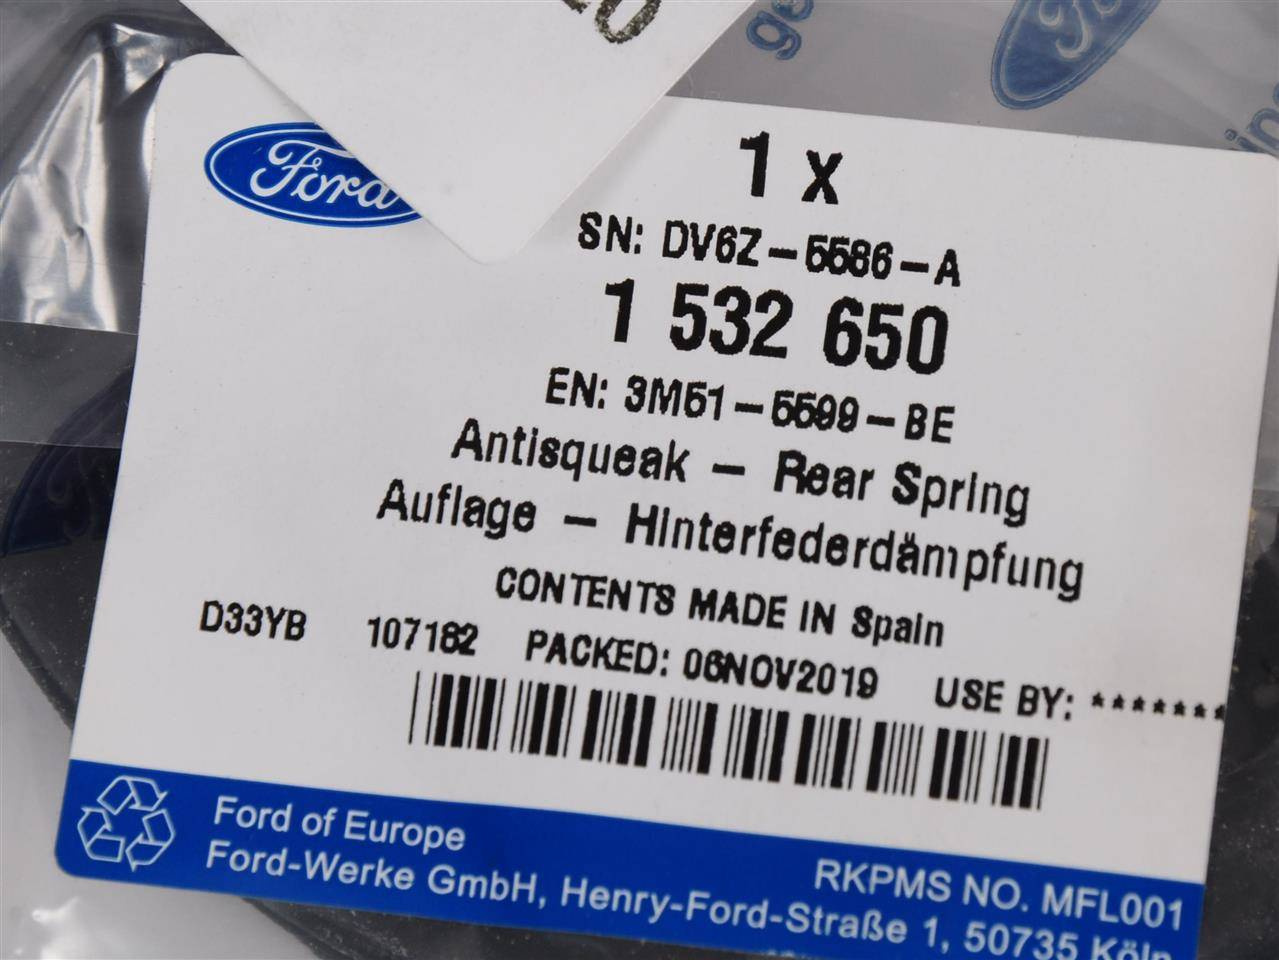 Ford
1 x
SN: DV6Z-5586-A
1 532 650
EN: 3M51-5599-BE
Antisqueak - Rear Spring
Auflage - Hinterfederdämpfung
CONTENTS MADE IN Spain
D33YB 107182 PACKED: 06NOV2019 USE BY: *******
Ford of Europe
Ford-Werke GmbH, Henry-Ford-Straße 1, 50735 Köln
RKPMS NO. MFL001